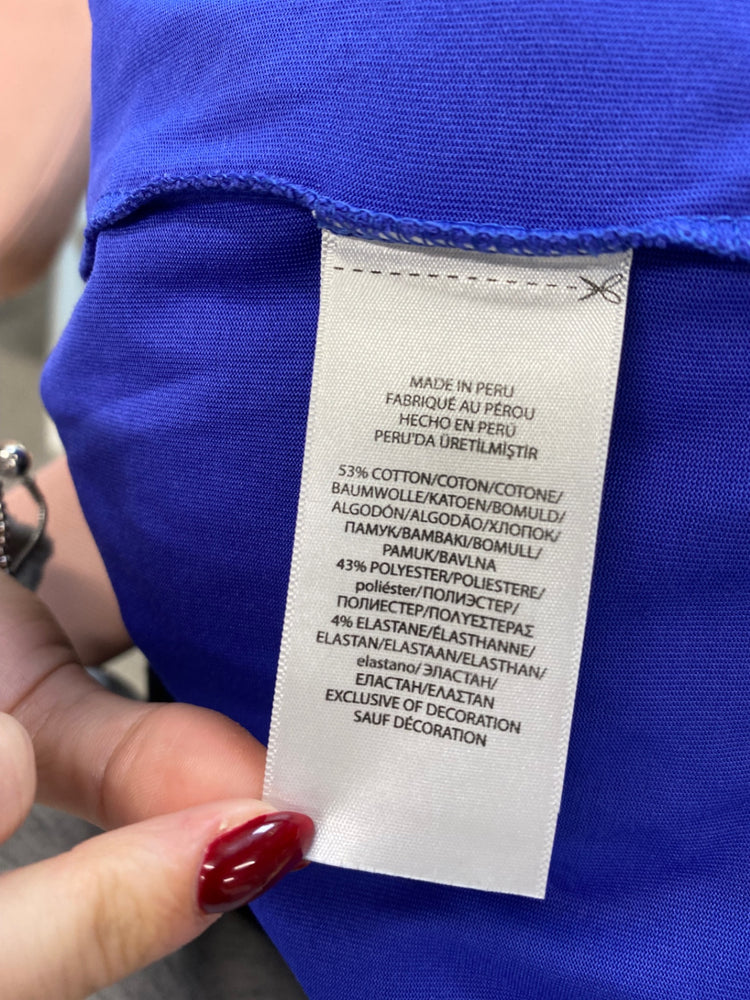 MADE IN PERU
FABRIQUÉ AU PÉROU
HECHO EN PERÚ
PERU'DA ÜRETİLMİŞTİR
53% COTTON/COTON/COTONE/
BAUMWOLLE/KATOEN/BOMULD/
ALGODÓN/ALGODÃO/ХЛОПОК/
ПАМУК/BAMBAKI/BOMULL/
PAMUK/BAVLNA
43% POLYESTER/POLIESTERE/
poliéster/ПОЛИЭСТЕР/
ПОЛИЕСТЕР/ΠΟΛΥΕΣΤΕΡΑΣ
4% ELASTANE/ÉLASTHANNE/
ELASTAN/ELASTAAN/ELASTHAN/
elastano/ЭЛАСТАН/
ЕЛАСТАН/ΕΛΑΣΤΑΝ
EXCLUSIVE OF DECORATION
SAUF DÉCORATION